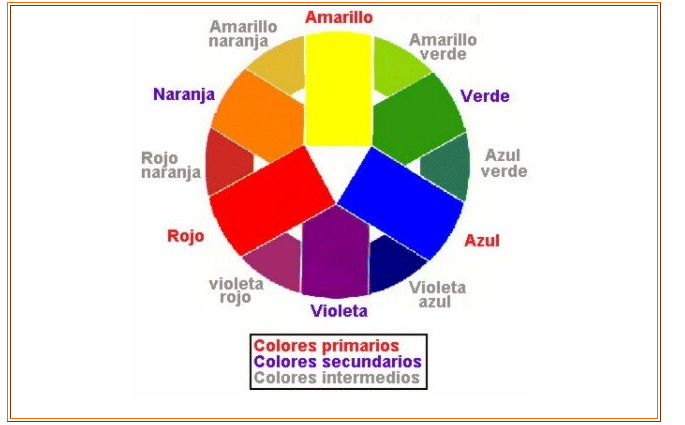 Amarillo
Amarillo
naranja
Amarillo
verde
Naranja
Verde
Rojo
naranja
Azul
verde
Rojo
Azul
violeta
rojo
Violeta
azul
Violeta
Colores primarios
Colores secundarios
Colores intermedios